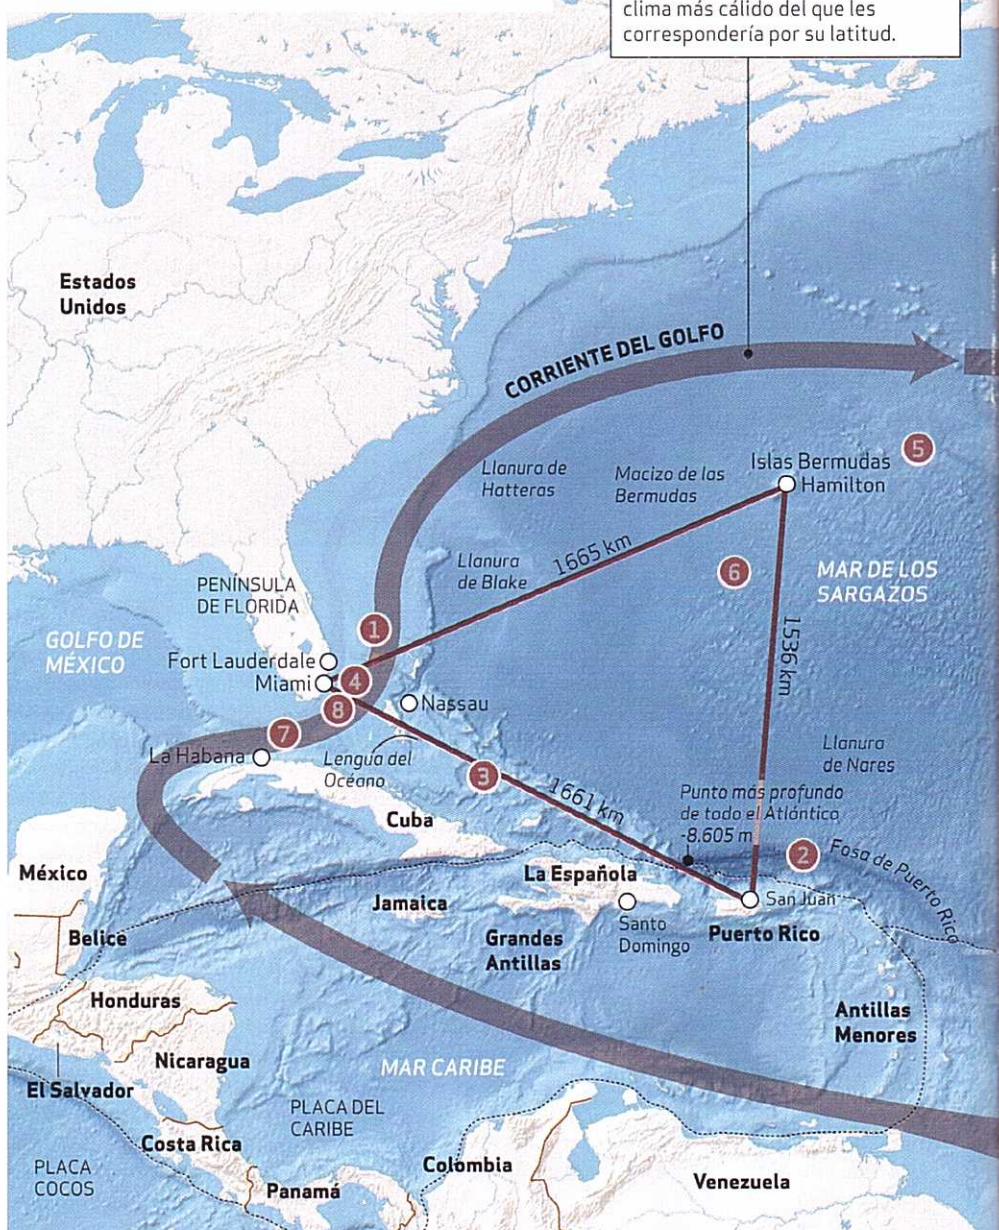 clima más cálido del que les
correspondería por su latitud.
Estados
Unidos
CORRIENTE DEL GOLFO
5
Islas Bermudas
Hamilton
Llanura de
Hatteras
Macizo de las
Bermudas
1665 km
Llanura
de Blake
6
MAR DE LOS
SARGAZOS
PENÍNSULA
DE FLORIDA
1
1536 km
GOLFO DE
MÉXICO
Fort Lauderdale
Miami
4
8
Nassau
7
La Habana
Lengua del
Océano
3
1661 km
Llanura
de Nares
Punto más profundo
de todo el Atlántico
-8.605 m
Cuba
2
Fosa de Puerto Rico
México
La Española
Jamaica
San Juan
Santo
Domingo
Puerto Rico
Belice
Grandes
Antillas
Honduras
Antillas
Menores
Nicaragua
MAR CARIBE
El Salvador
PLACA DEL
CARIBE
Costa Rica
PLACA
COCOS
Colombia
Panamá
Venezuela